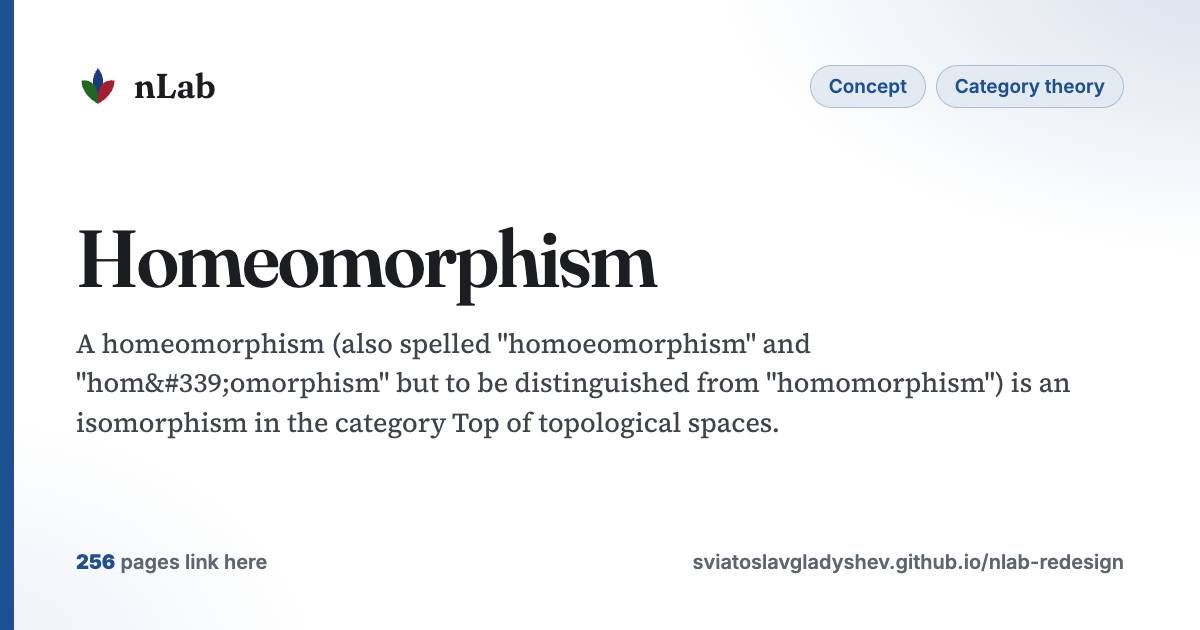 nLab
Concept
Category theory
Homeomorphism
A homeomorphism (also spelled "homoeomorphism" and
"hom&#339;omorphism" but to be distinguished from "homomorphism") is an
isomorphism in the category Top of topological spaces.
256 pages link here
sviatoslavgladyshev.github.io/nlab-redesign